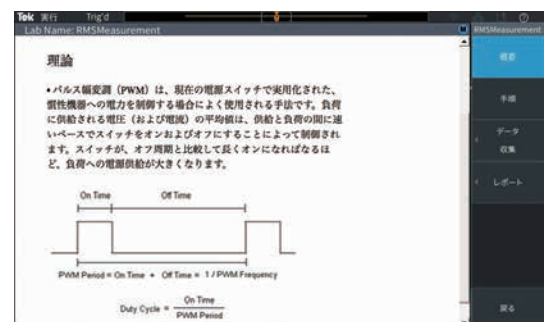 Tek 実行 Trig'd
Lab Name: RMSMeasurement
RMSMeasurement
理論
•パルス幅変調（PWM）は、現在の電源スイッチで実用化された、
慣性機器への電力を制御する場合によく使用される手法です。負荷
に供給される電圧（および電流）の平均値は、供給と負荷の間に速
いペースでスイッチをオンおよびオフにすることによって制御され
ます。スイッチが、オフ周期と比較して長くオンになればなるほ
ど、負荷への電源供給が大きくなります。
On Time Off Time
PWM Period = On Time + Off Time = 1 / PWM Frequency
Duty Cycle = On Time
PWM Period
概要
手順
データ
収集
レポート
戻る